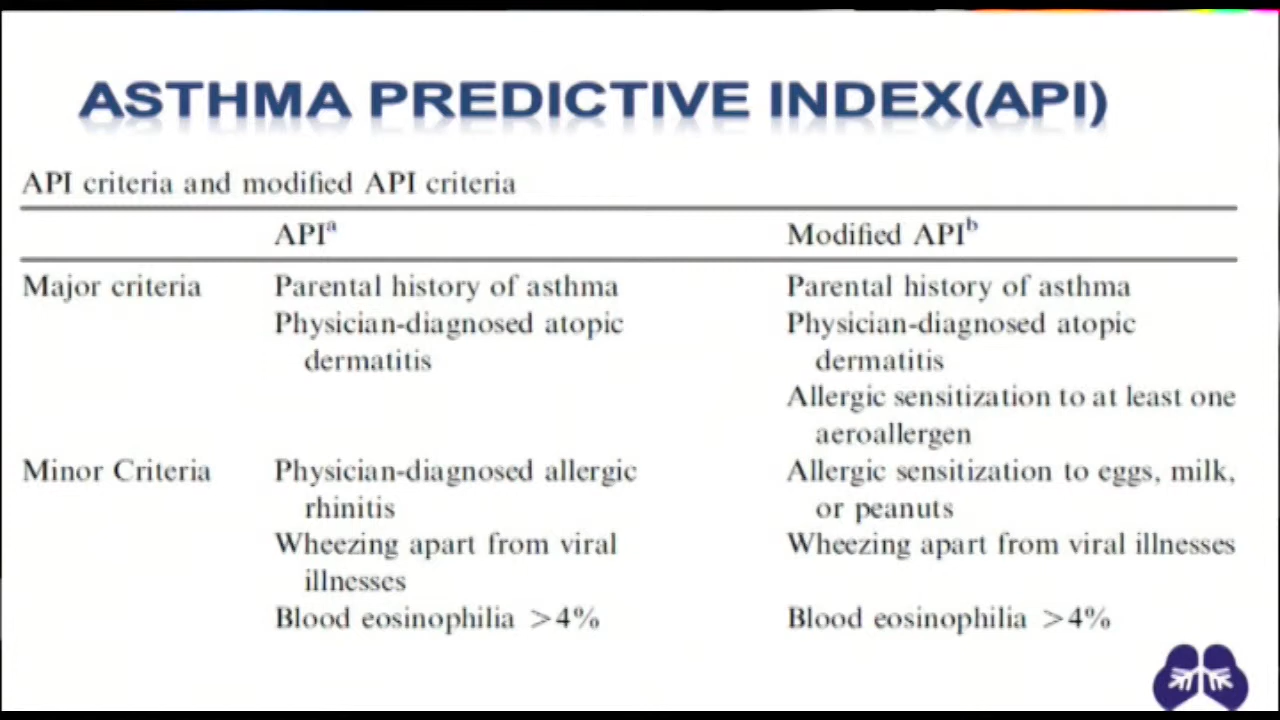 ASTHMA PREDICTIVE INDEX(API)
API criteria and modified API criteria
APIa Modified APIb
Major criteria Parental history of asthma Parental history of asthma
Physician-diagnosed atopic Physician-diagnosed atopic
dermatitis dermatitis
Allergic sensitization to at least one
aeroallergen
Minor Criteria Physician-diagnosed allergic Allergic sensitization to eggs, milk,
rhinitis or peanuts
Wheezing apart from viral Wheezing apart from viral illnesses
illnesses
Blood eosinophilia >4% Blood eosinophilia >4%